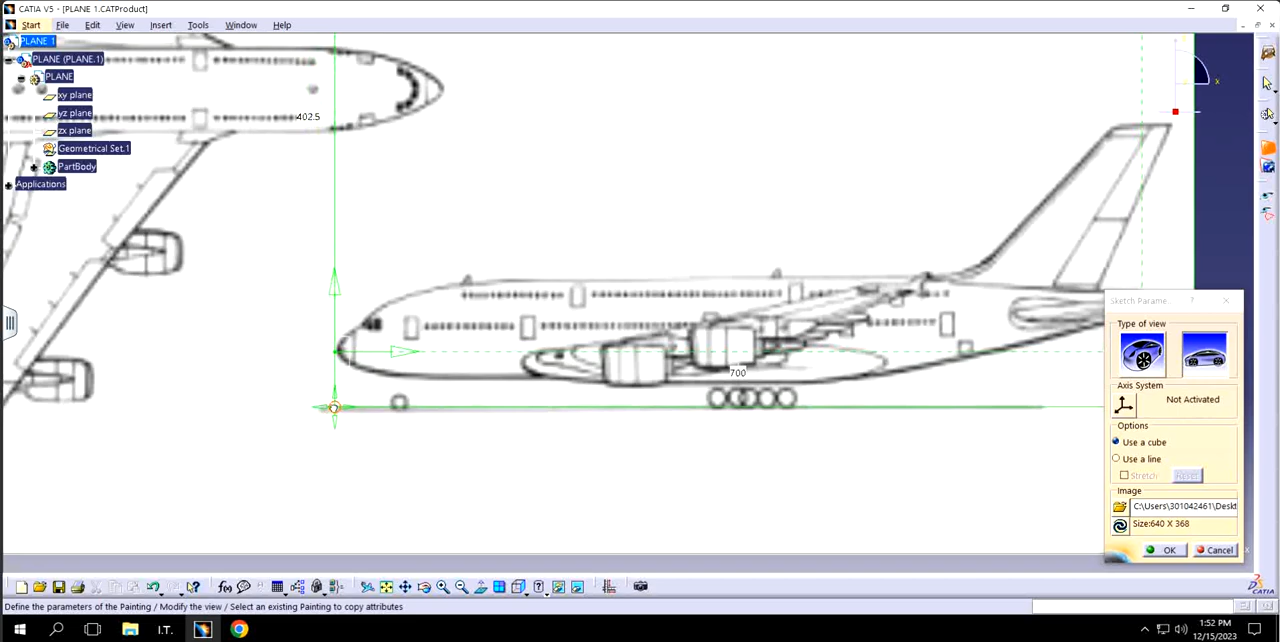 CATIA V5 - [PLANE 1.CATProduct]
Start File Edit View Insert Tools Window Help
PLANE 1
PLANE (PLANE.1)
PLANE
xy plane
yz plane
zx plane
Geometrical Set.1
PartBody
Applications
402.5
x
700
Sketch Parame...
Type of view
Axis System
Not Activated
Options
Use a cube
Use a line
Stretch Reset
Image
C:\Users\301042461\Deskt
Size:640 X 368
OK Cancel
CATIA
Define the parameters of the Painting / Modify the view / Select an existing Painting to copy attributes
I.T.
1:52 PM
12/15/2023